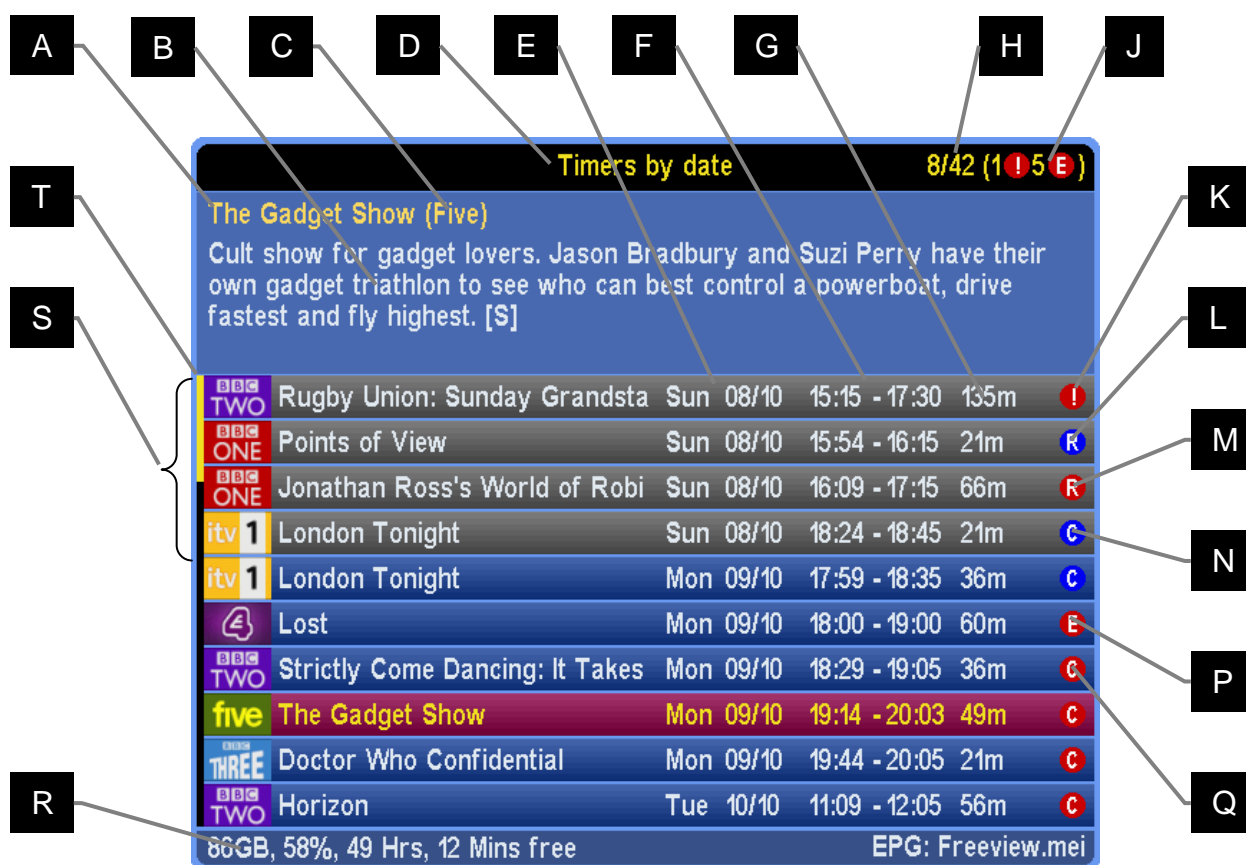 A B C D E F G H J
Timers by date 8/42 (1 ! 5 E )
T
The Gadget Show (Five)
K
Cult show for gadget lovers. Jason Bradbury and Suzi Perry have their
own gadget triathlon to see who can best control a powerboat, drive
fastest and fly highest. [S]
S
L
BBC TWO Rugby Union: Sunday Grandsta Sun 08/10 15:15 - 17:30 135m !
BBC ONE Points of View Sun 08/10 15:54 - 16:15 21m R
M
BBC ONE Jonathan Ross's World of Robi Sun 08/10 16:09 - 17:15 66m R
itv 1 London Tonight Sun 08/10 18:24 - 18:45 21m C
N
itv 1 London Tonight Mon 09/10 17:59 - 18:35 36m C
E4 Lost Mon 09/10 18:00 - 19:00 60m E
BBC TWO Strictly Come Dancing: It Takes Mon 09/10 18:29 - 19:05 36m C
P
five The Gadget Show Mon 09/10 19:14 - 20:03 49m C
BBC THREE Doctor Who Confidential Mon 09/10 19:44 - 20:05 21m C
R
BBC TWO Horizon Tue 10/10 11:09 - 12:05 56m C
Q
86GB, 58%, 49 Hrs, 12 Mins free EPG: Freeview.mei